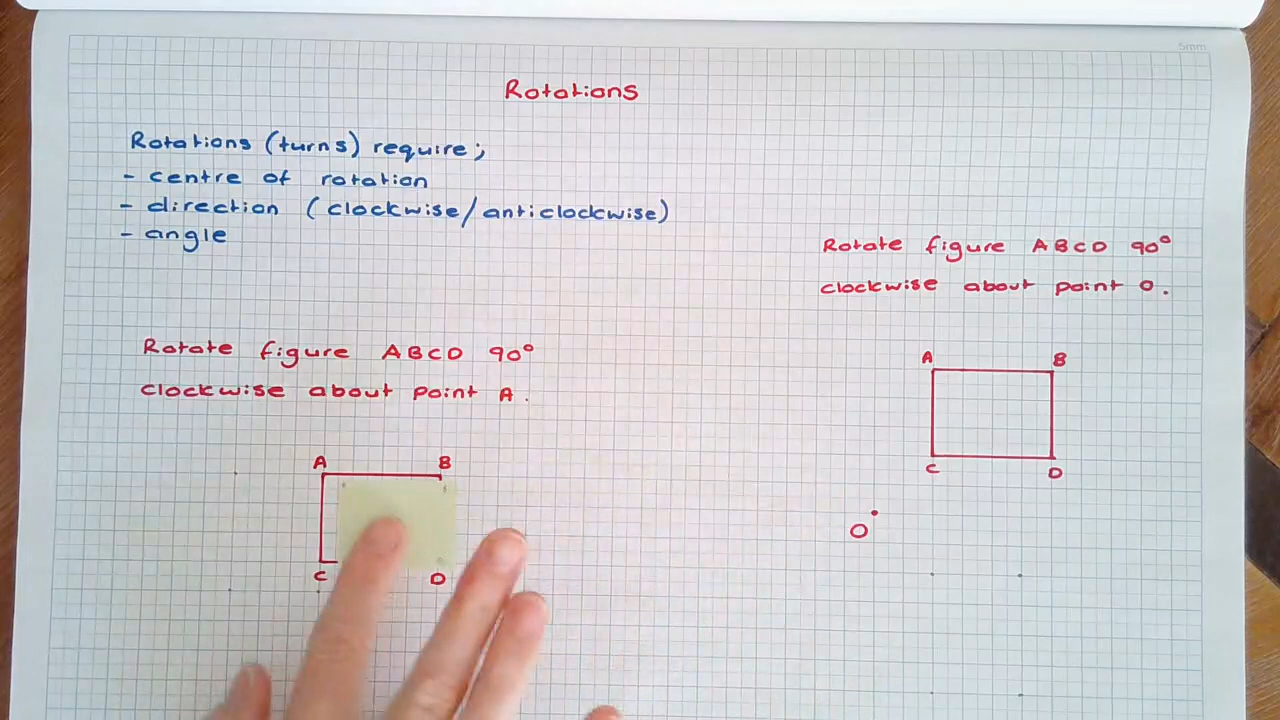 5mm
Rotations
Rotations (turns) require;
- centre of rotation
- direction (clockwise/anticlockwise)
- angle
Rotate figure ABCD 90°
clockwise about point A.
A B
C D
Rotate figure ABCD 90°
clockwise about point O.
A B
C D
O